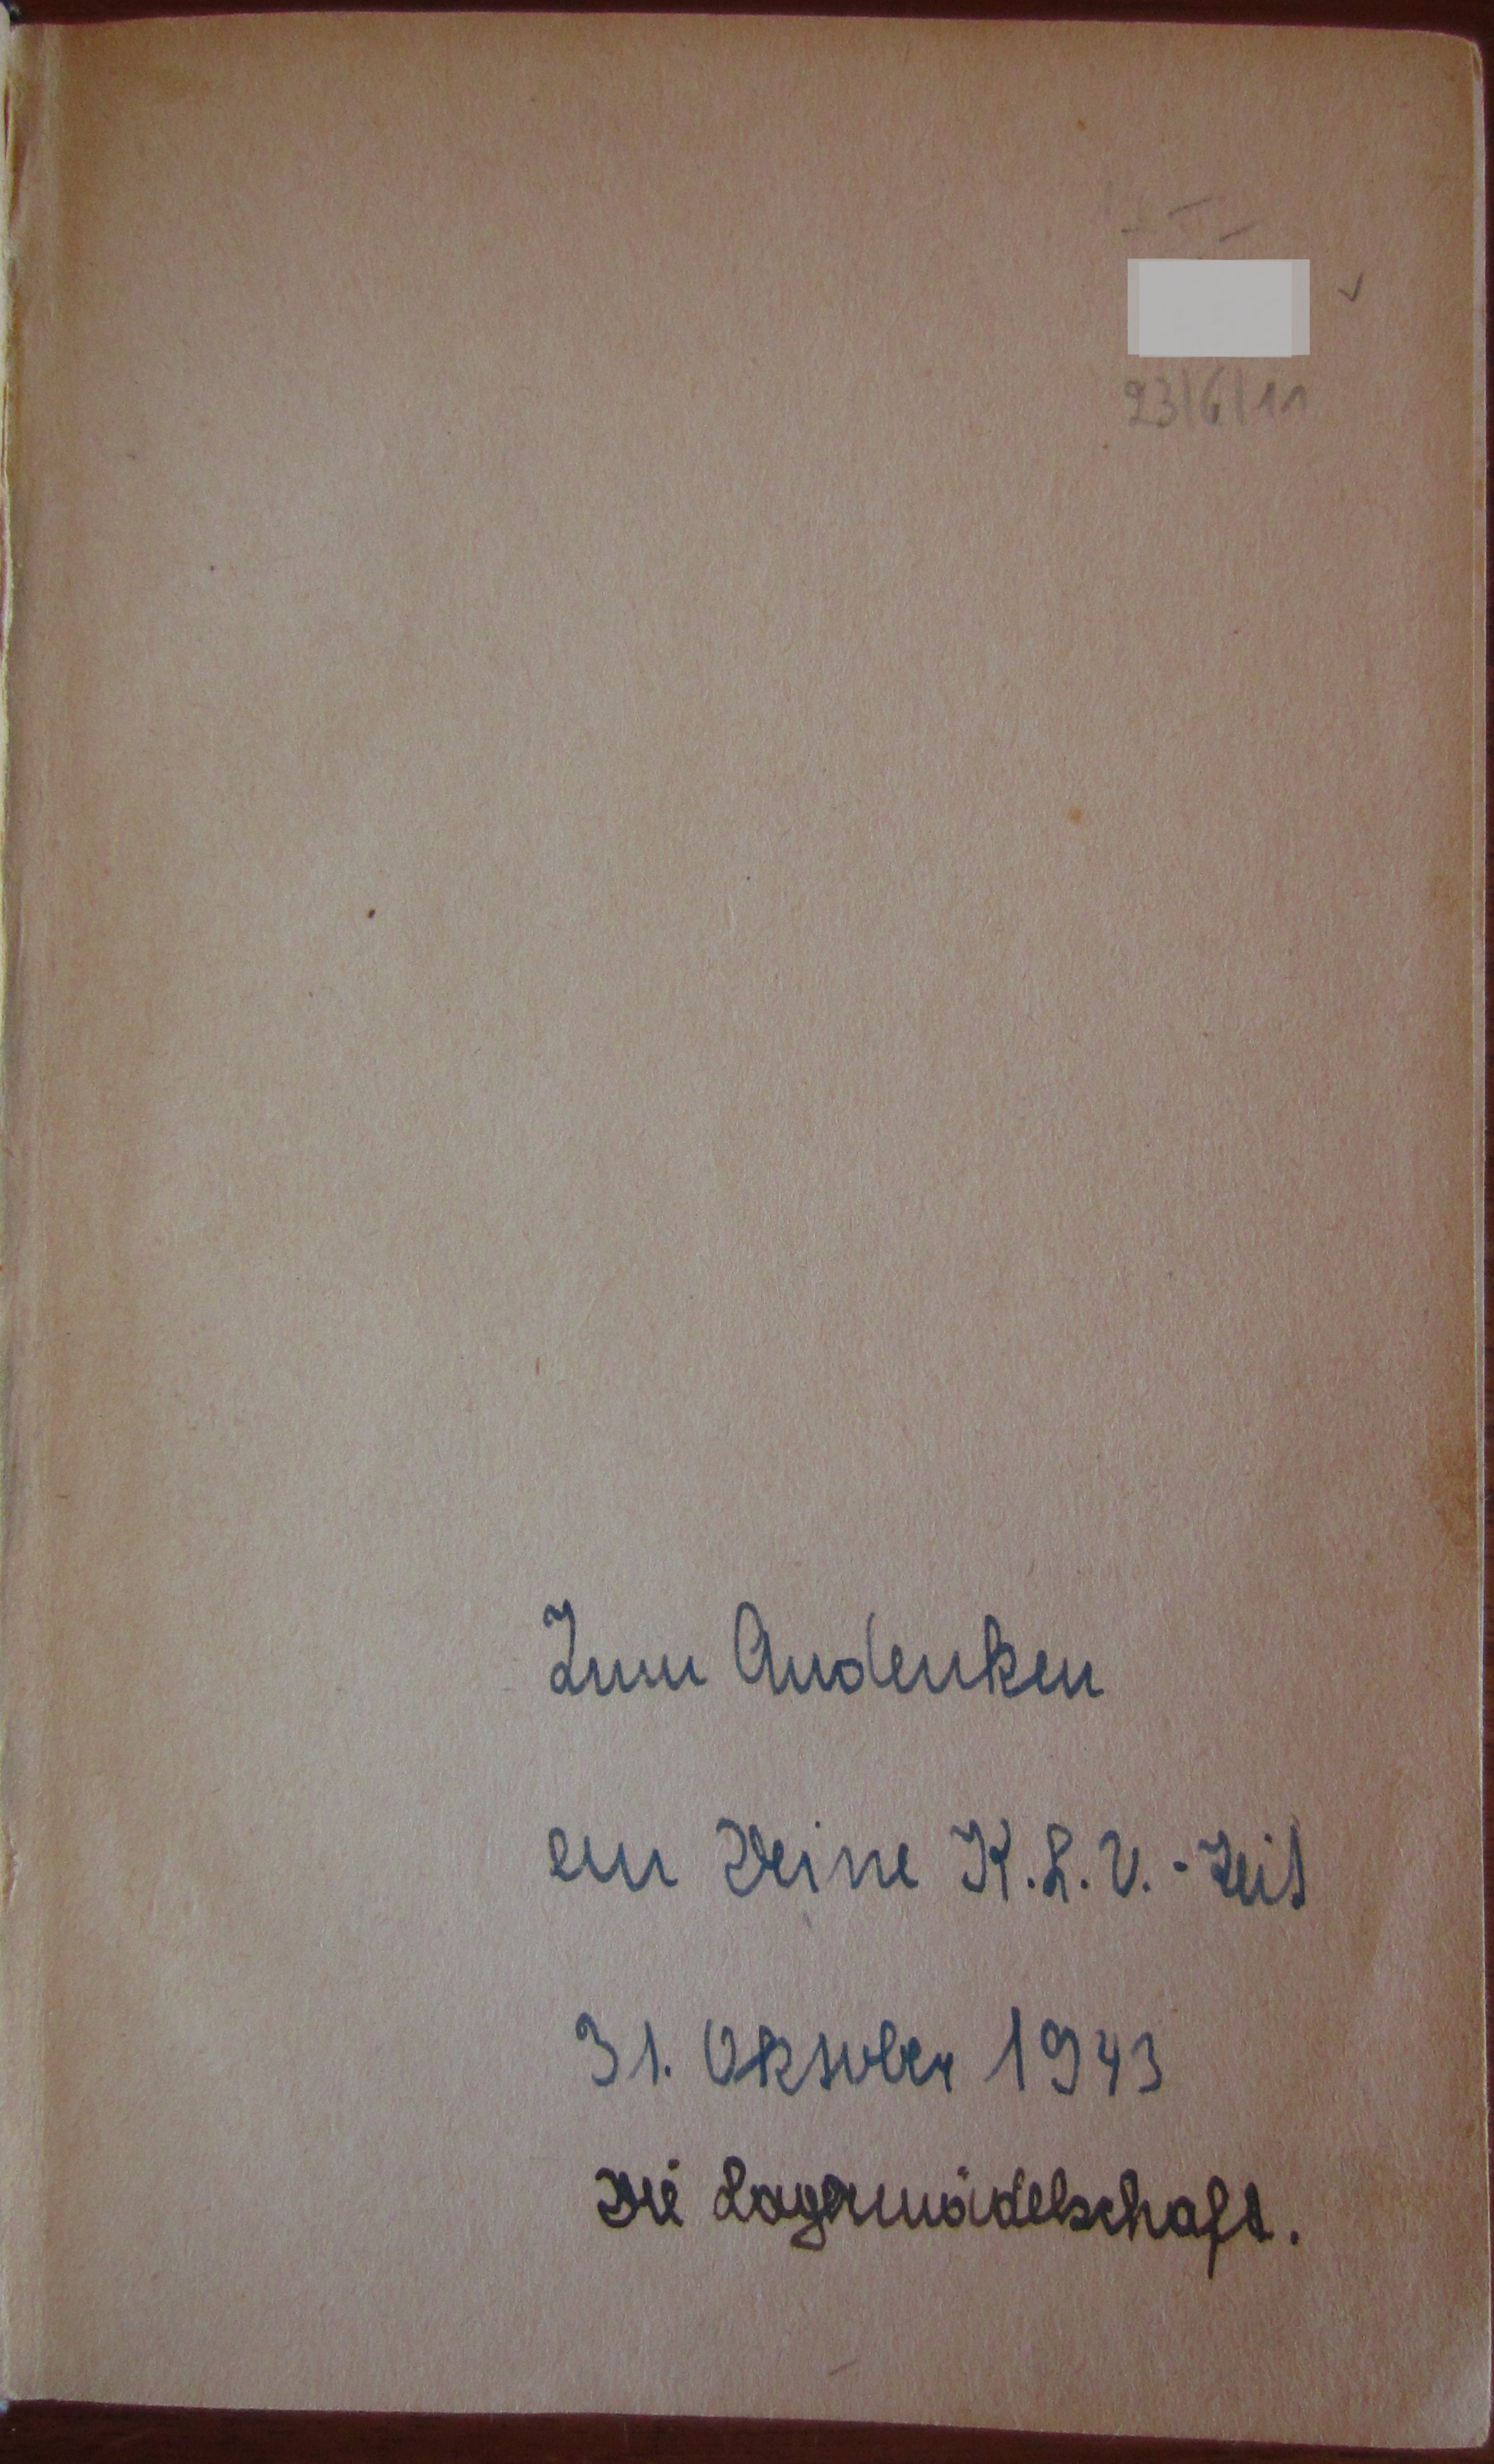 23/6/11
Zum Andenken
an Deine K.L.V.-Zeit
31. Oktober 1943
Die Lagermädelschaft.